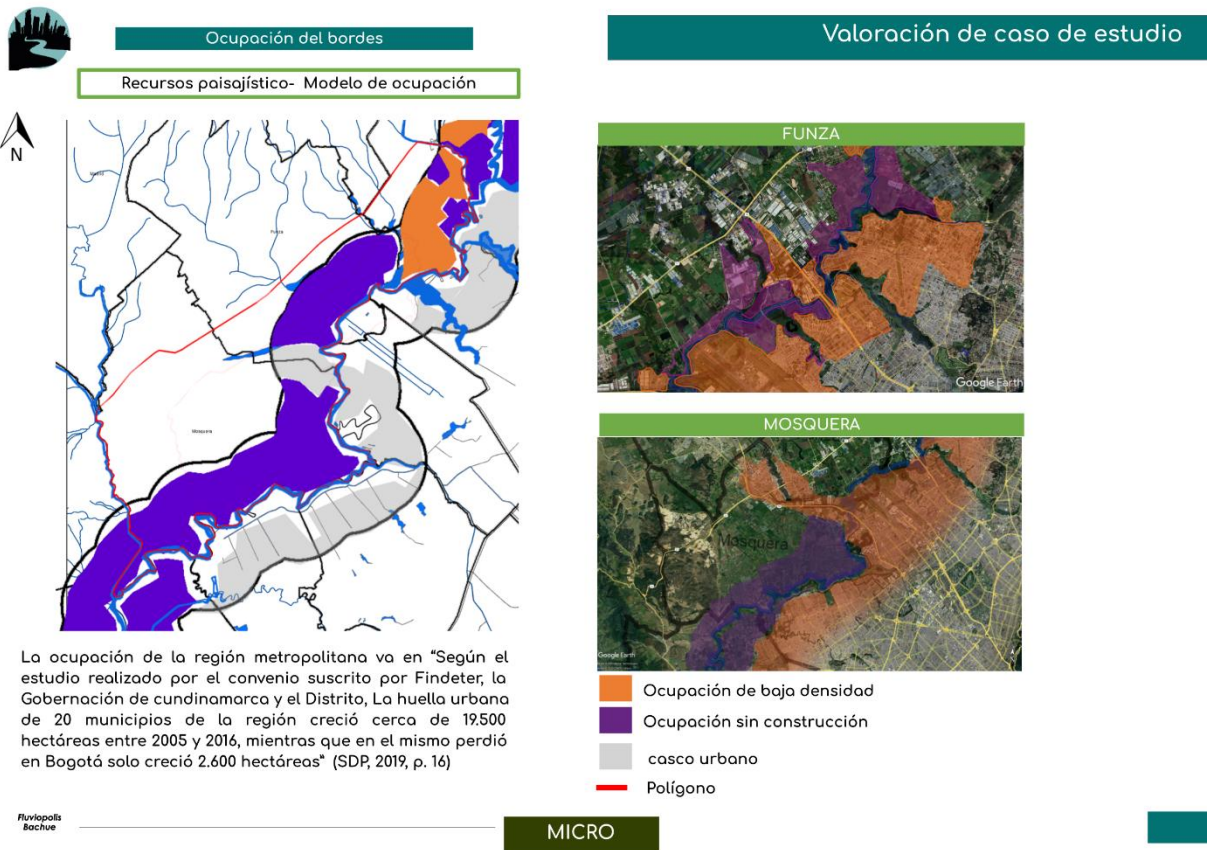 Ocupación del bordes
Valoración de caso de estudio
Recursos paisajístico- Modelo de ocupación
N
Funza
Mosquera
La ocupación de la región metropolitana va en “Según el
estudio realizado por el convenio suscrito por Findeter, la
Gobernación de cundinamarca y el Distrito, La huella urbana
de 20 municipios de la región creció cerca de 19.500
hectáreas entre 2005 y 2016, mientras que en el mismo perdió
en Bogotá solo creció 2.600 hectáreas” (SDP, 2019, p. 16)
FUNZA
Google Earth
MOSQUERA
Mosquera
Google Earth
Ocupación de baja densidad
Ocupación sin construcción
casco urbano
Polígono
Fluviopolis
Bachue
MICRO